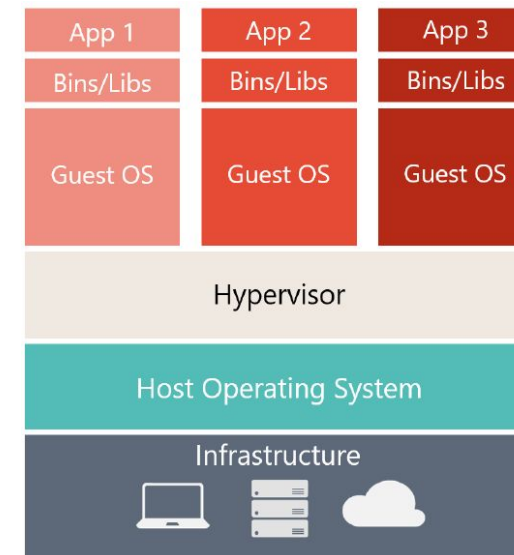 App 1
App 2
App 3
Bins/Libs
Bins/Libs
Bins/Libs
Guest OS
Guest OS
Guest OS
Hypervisor
Host Operating System
Infrastructure